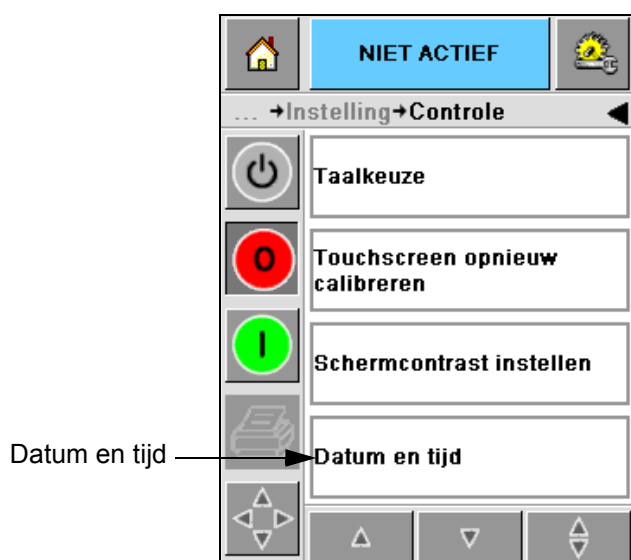 NIET ACTIEF
... →Instelling→Controle
Taalkeuze
O
Touchscreen opnieuw
calibreren
I
Schermcontrast instellen
Datum en tijd
Datum en tijd